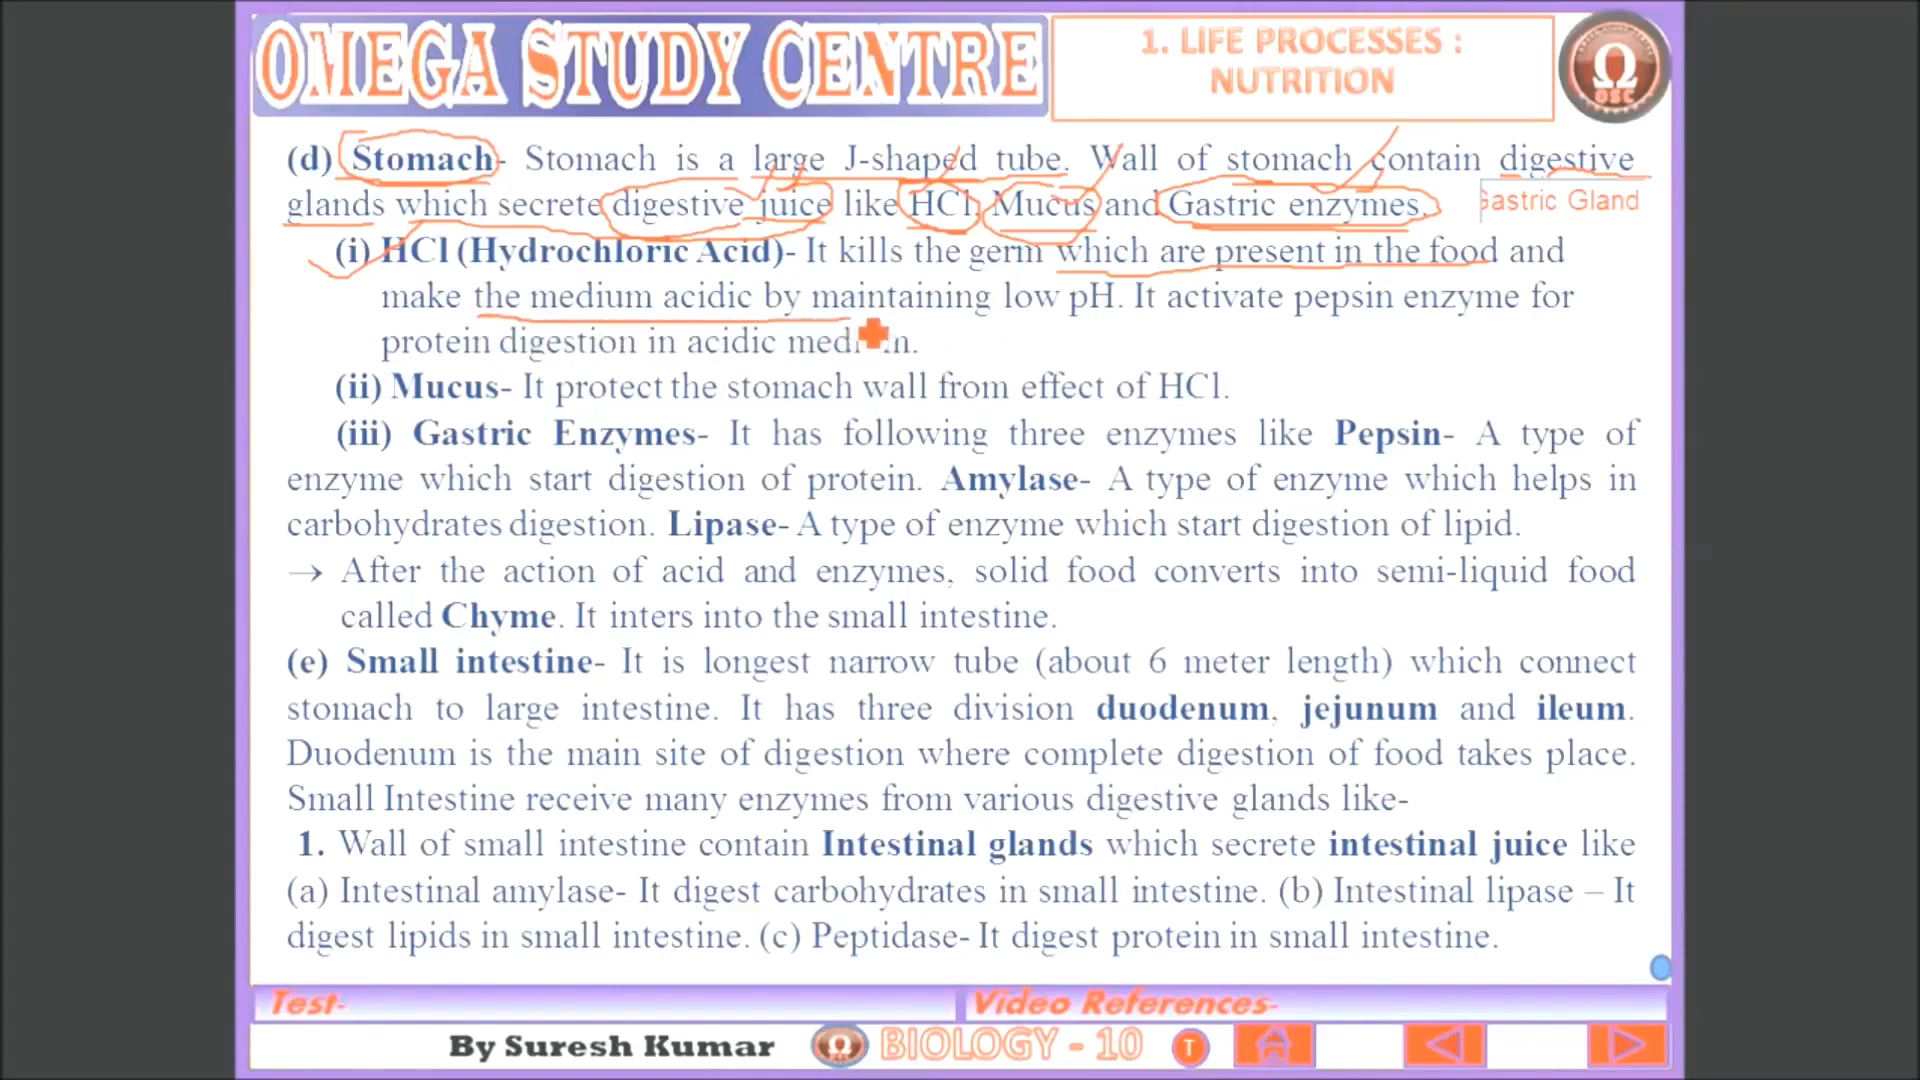 OMEGA STUDY CENTRE
1. LIFE PROCESSES :
NUTRITION
Ω
OSC
(d) Stomach- Stomach is a large J-shaped tube. Wall of stomach contain digestive
glands which secrete digestive juice like HCl, Mucus and Gastric enzymes.
Gastric Gland
(i) HCl (Hydrochloric Acid)- It kills the germ which are present in the food and
make the medium acidic by maintaining low pH. It activate pepsin enzyme for
protein digestion in acidic
(ii) Mucus- It protect the stomach wall from effect of HCl.
(iii) Gastric Enzymes- It has following three enzymes like Pepsin- A type of
enzyme which start digestion of protein. Amylase- A type of enzyme which helps in
carbohydrates digestion. Lipase- A type of enzyme which start digestion of lipid.
→ After the action of acid and enzymes, solid food converts into semi-liquid food
called Chyme. It inters into the small intestine.
(e) Small intestine- It is longest narrow tube (about 6 meter length) which connect
stomach to large intestine. It has three division duodenum, jejunum and ileum.
Duodenum is the main site of digestion where complete digestion of food takes place.
Small Intestine receive many enzymes from various digestive glands like-
1. Wall of small intestine contain Intestinal glands which secrete intestinal juice like
(a) Intestinal amylase- It digest carbohydrates in small intestine. (b) Intestinal lipase – It
digest lipids in small intestine. (c) Peptidase- It digest protein in small intestine.
Test-
Video References-
By Suresh Kumar
Ω
BIOLOGY - 10
T